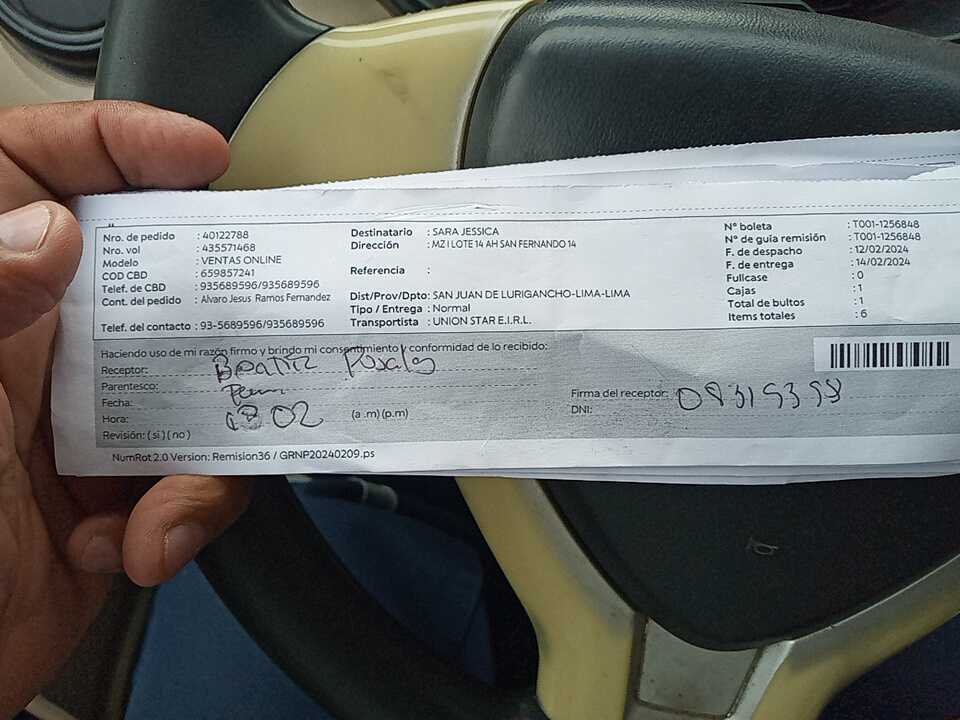 Nro. de pedido : 40122788
Nro. vol : 435571468
Modelo : VENTAS ONLINE
COD CBD : 659857241
Telef. de CBD : 935689596/935689596
Cont. del pedido : Alvaro Jesus Ramos Fernandez
Telef. del contacto : 93-5689596/935689596
Destinatario : SARA JESSICA
Dirección : MZ I LOTE 14 AH SAN FERNANDO 14
Referencia :
Dist/Prov/Dpto: SAN JUAN DE LURIGANCHO-LIMA-LIMA
Tipo / Entrega : Normal
Transportista : UNION STAR E.I.R.L.
N° boleta : T001-1256848
N° de guia remisión : T001-1256848
F. de despacho : 12/02/2024
F. de entrega : 14/02/2024
Fullcase : 0
Cajas : 1
Total de bultos : 1
Items totales : 6
Haciendo uso de mi razón firmo y brindo mi consentimiento y conformidad de lo recibido:
Receptor: Beatriz Rosales
Parentesco:
Fecha:
Hora: 02 (a .m) (p.m)
Revisión: ( si ) ( no )
Firma del receptor:
DNI:
NumRot 2.0 Version: Remision36 / GRNP20240209.ps